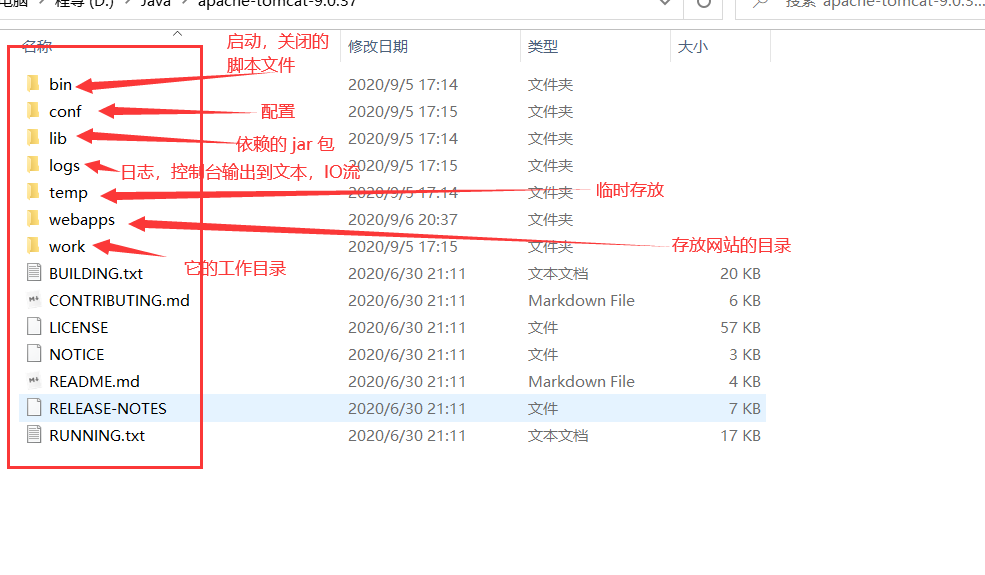 电脑 > 程寻 (D:) > Java > apache-tomcat-9.0.37
搜索 apache-tomcat-9.0.3...
名称 修改日期 类型 大小
启动，关闭的
脚本文件
bin 2020/9/5 17:14 文件夹
conf 配置 2020/9/5 17:15 文件夹
lib 依赖的 jar 包 2020/9/5 17:14 文件夹
logs 日志，控制台输出到文本，IO流 2020/9/5 17:15 文件夹
temp 2020/9/5 17:14 文件夹 临时存放
webapps 2020/9/6 20:37 文件夹
work 2020/9/5 17:15 文件夹 存放网站的目录
它的工作目录
BUILDING.txt 2020/6/30 21:11 文本文档 20 KB
CONTRIBUTING.md 2020/6/30 21:11 Markdown File 6 KB
LICENSE 2020/6/30 21:11 文件 57 KB
NOTICE 2020/6/30 21:11 文件 3 KB
README.md 2020/6/30 21:11 Markdown File 4 KB
RELEASE-NOTES 2020/6/30 21:11 文件 7 KB
RUNNING.txt 2020/6/30 21:11 文本文档 17 KB